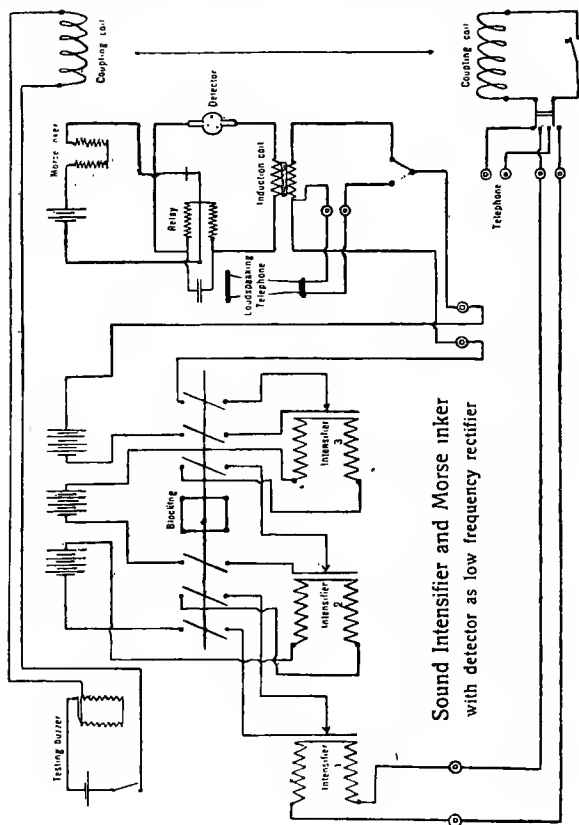 Coupling coil
Coupling coil
Morse inker
Detector
Relay
Induction coil
Loudspeaking
Telephone
Telephone
Blocking
Testing buzzer
Intensifier
3
Intensifier
2
Intensifier
1
Sound Intensifier and Morse inker
with detector as low frequency rectifier